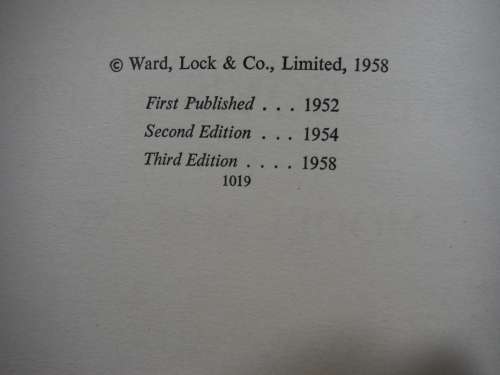 © Ward, Lock & Co., Limited, 1958
First Published . . . 1952
Second Edition . . . 1954
Third Edition . . . . 1958
1019